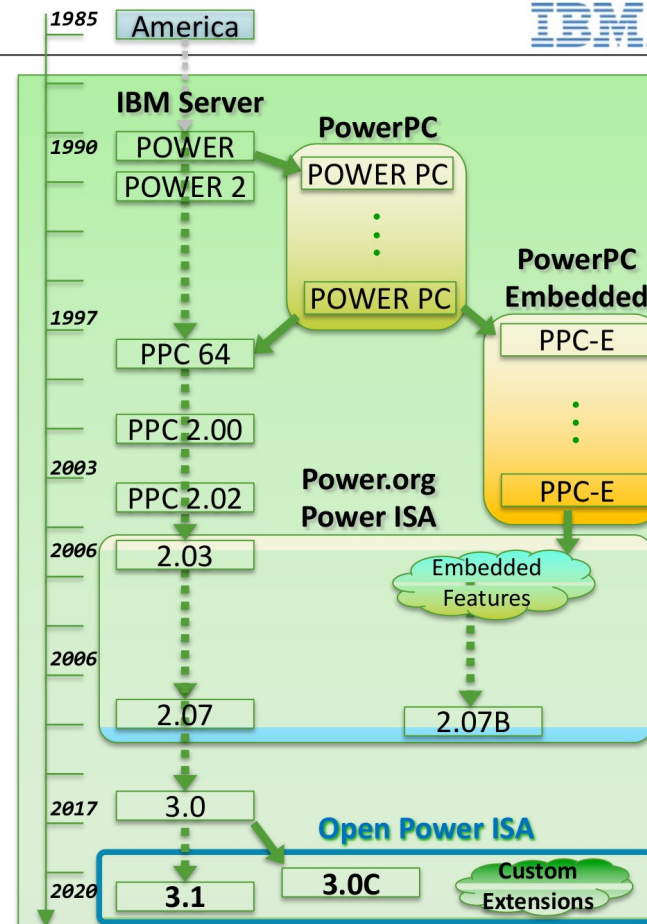 1985
America
IBM
IBM Server
PowerPC
1990
POWER
POWER PC
POWER 2
PowerPC
Embedded
POWER PC
1997
PPC-E
PPC 64
PPC 2.00
2003
Power.org
Power ISA
PPC-E
PPC 2.02
2006
2.03
Embedded
Features
2006
2.07
2.07B
2017
3.0
Open Power ISA
2020
3.1
3.0C
Custom
Extensions